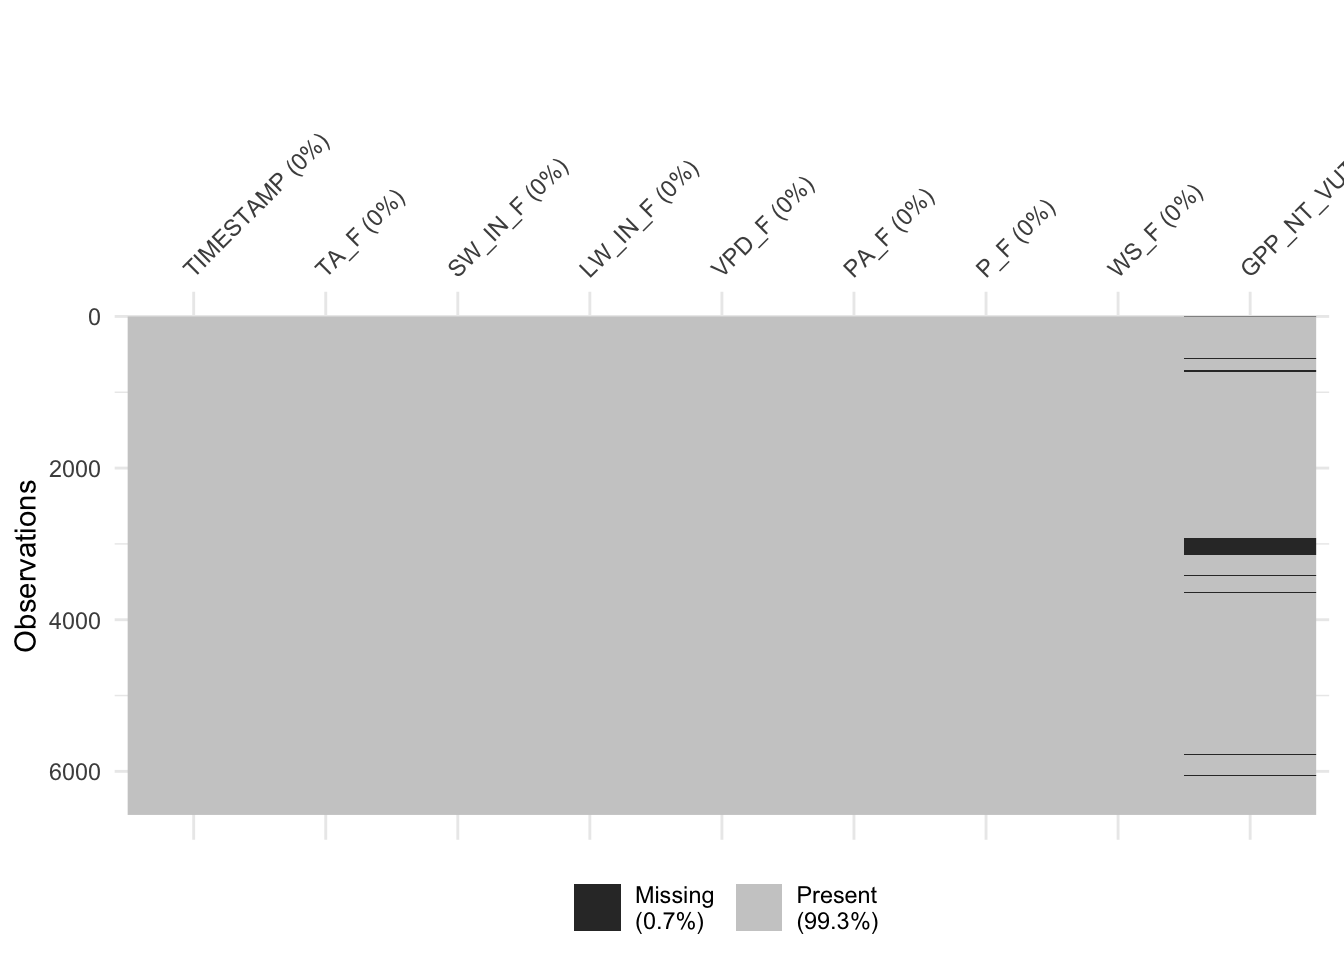 TIMESTAMP (0%)
TA_F (0%)
SW_IN_F (0%)
LW_IN_F (0%)
VPD_F (0%)
PA_F (0%)
P_F (0%)
WS_F (0%)
GPP_NT_VUT
0
2000
4000
6000
Observations
Missing
(0.7%)
Present
(99.3%)